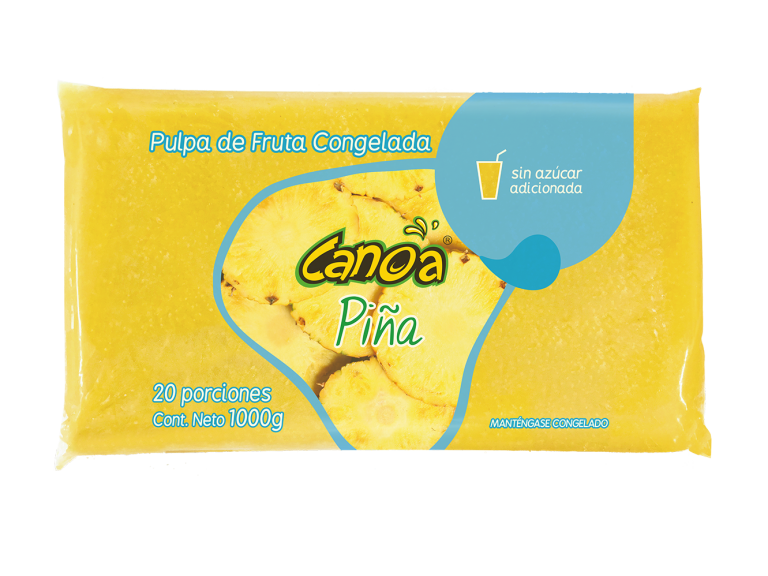 Pulpa de Fruta Congelada
sin azúcar
adicionada
Canoa®
Piña
20 porciones
Cont. Neto 1000g
MANTÉNGASE CONGELADO